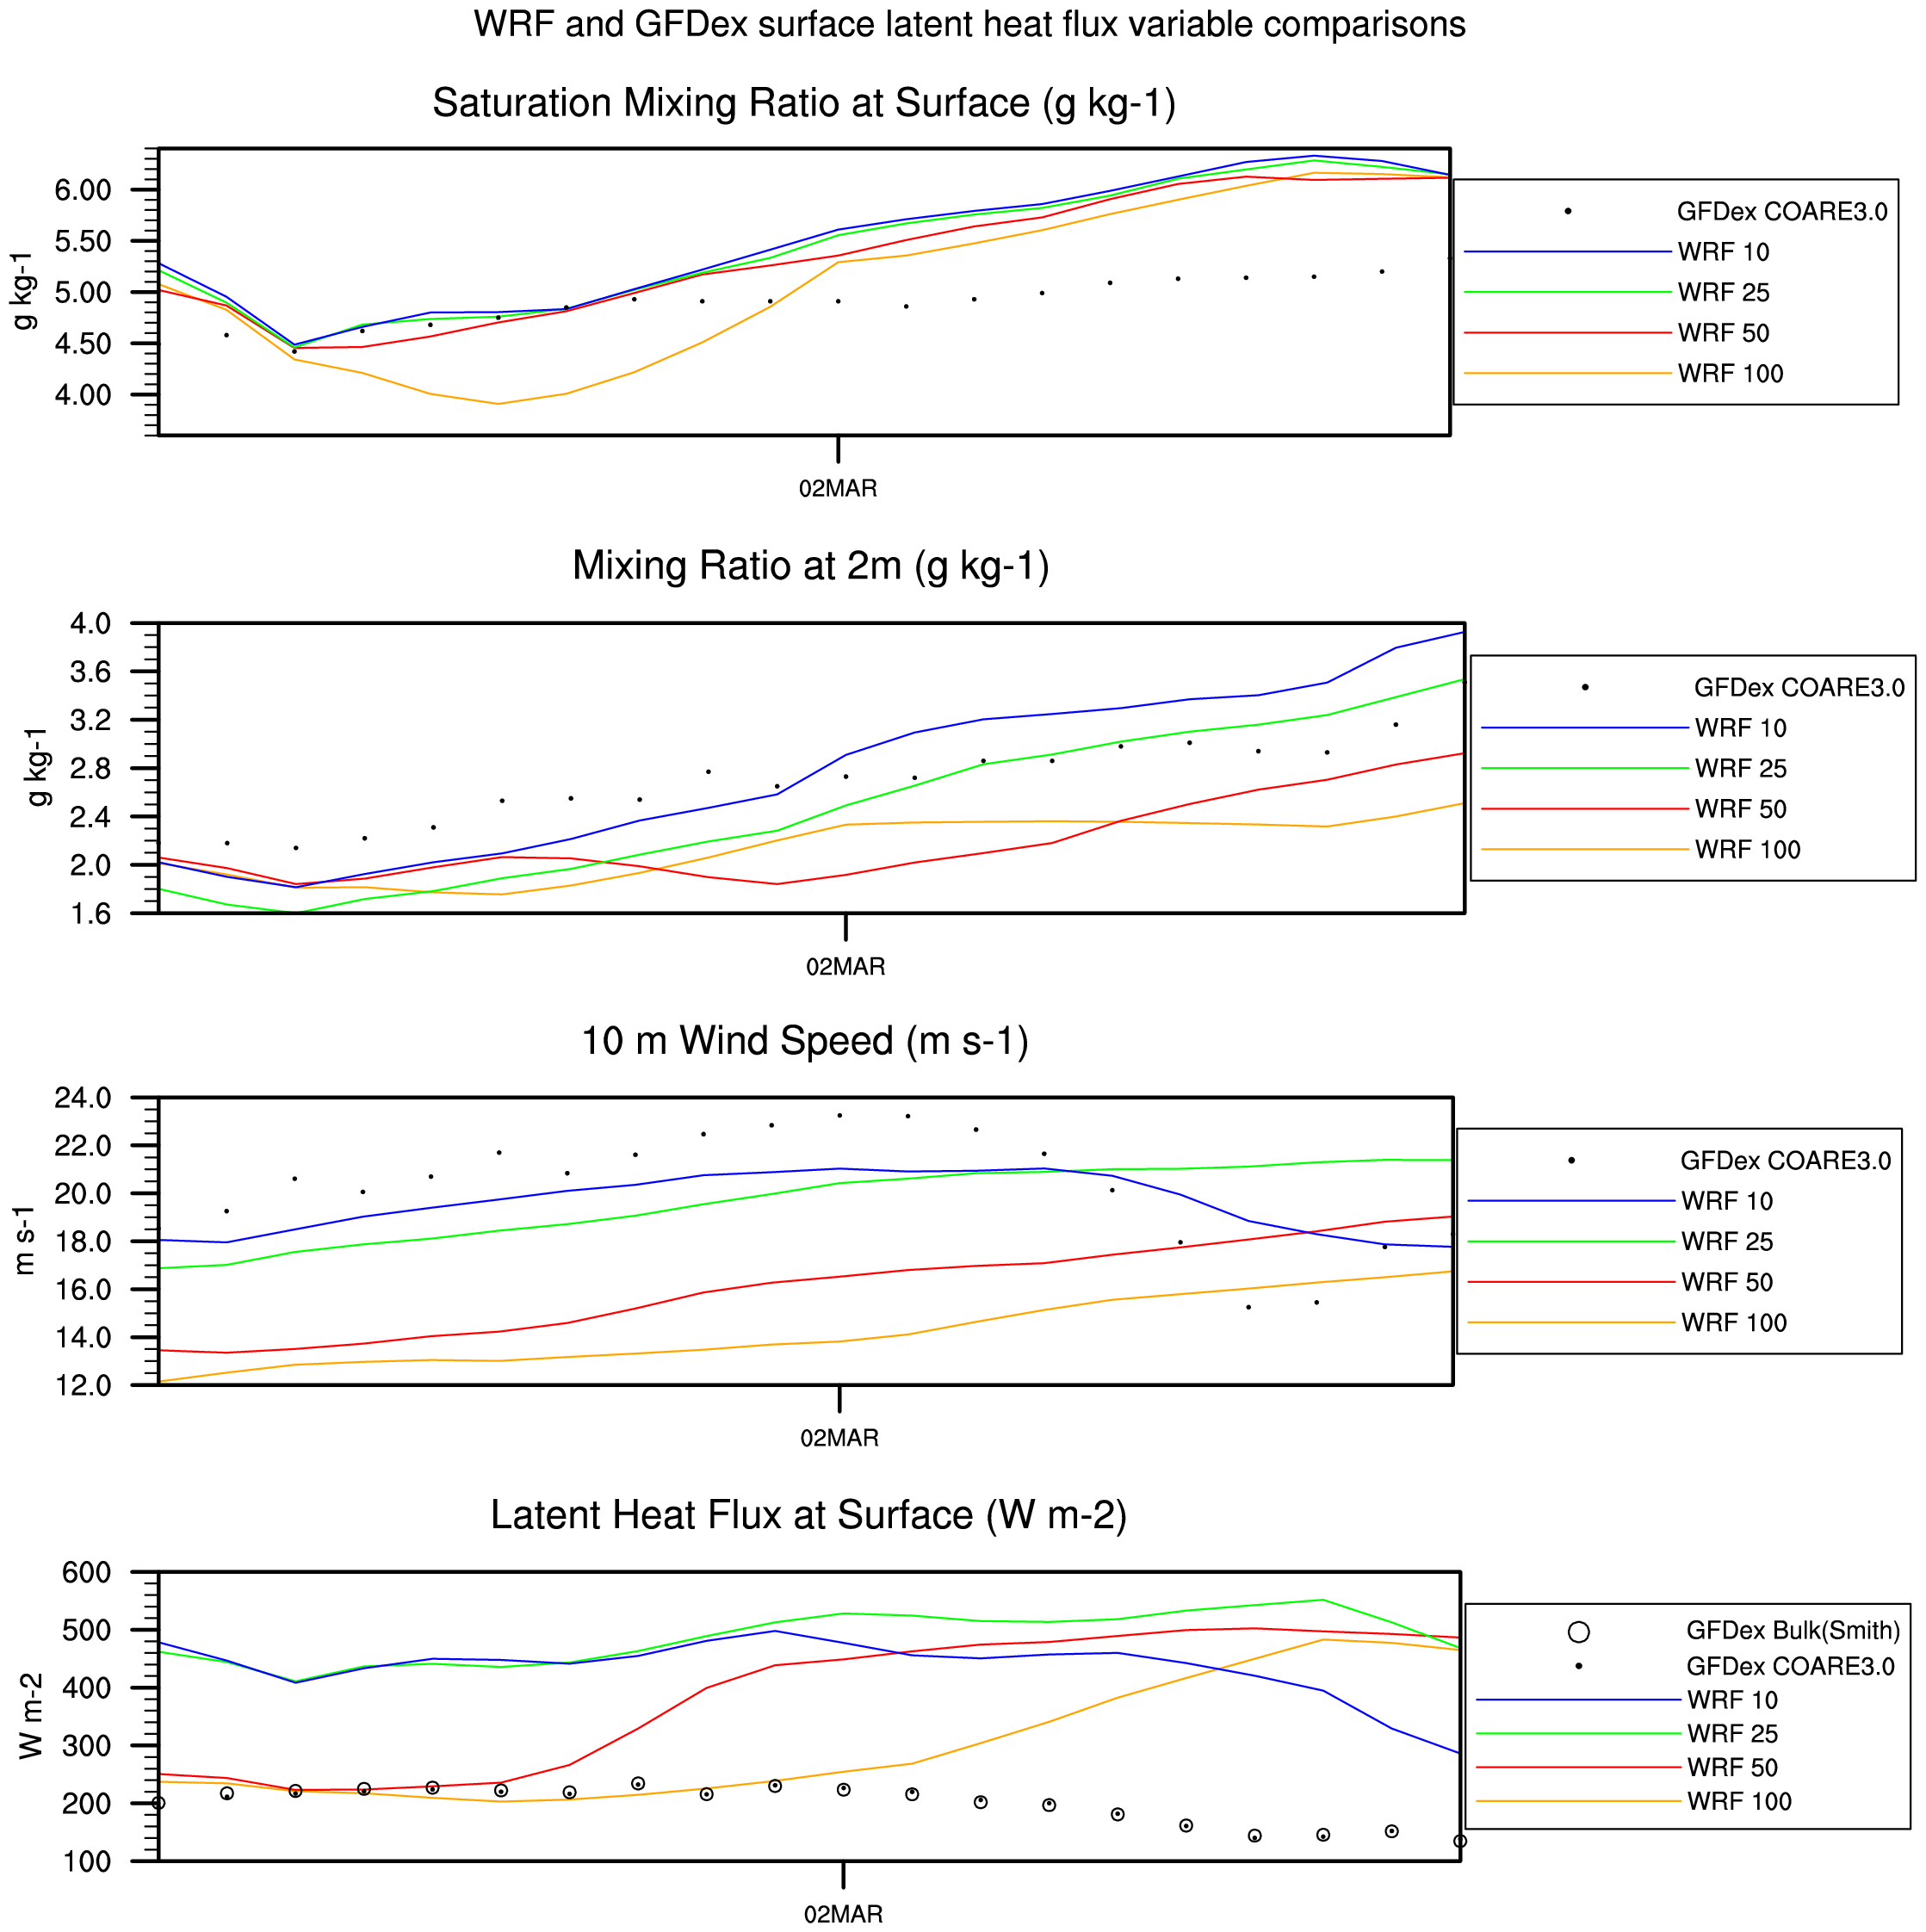 WRF and GFDex surface latent heat flux variable comparisons
Saturation Mixing Ratio at Surface (g kg-1)
g kg-1
6.00
5.50
5.00
4.50
4.00
02MAR
GFDex COARE3.0
WRF 10
WRF 25
WRF 50
WRF 100
Mixing Ratio at 2m (g kg-1)
g kg-1
4.0
3.6
3.2
2.8
2.4
2.0
1.6
02MAR
GFDex COARE3.0
WRF 10
WRF 25
WRF 50
WRF 100
10 m Wind Speed (m s-1)
m s-1
24.0
22.0
20.0
18.0
16.0
14.0
12.0
02MAR
GFDex COARE3.0
WRF 10
WRF 25
WRF 50
WRF 100
Latent Heat Flux at Surface (W m-2)
W m-2
600
500
400
300
200
100
02MAR
GFDex Bulk(Smith)
GFDex COARE3.0
WRF 10
WRF 25
WRF 50
WRF 100